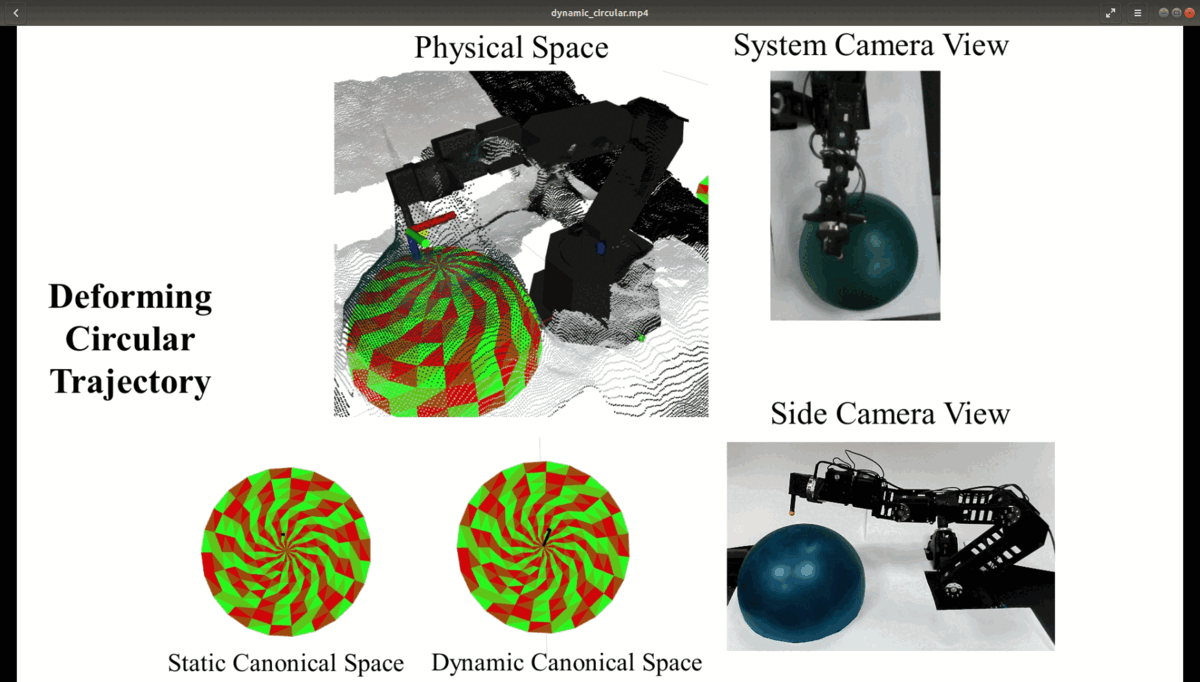 dynamic_circular.mp4
Physical Space
System Camera View
Deforming
Circular
Trajectory
Side Camera View
Static Canonical Space
Dynamic Canonical Space